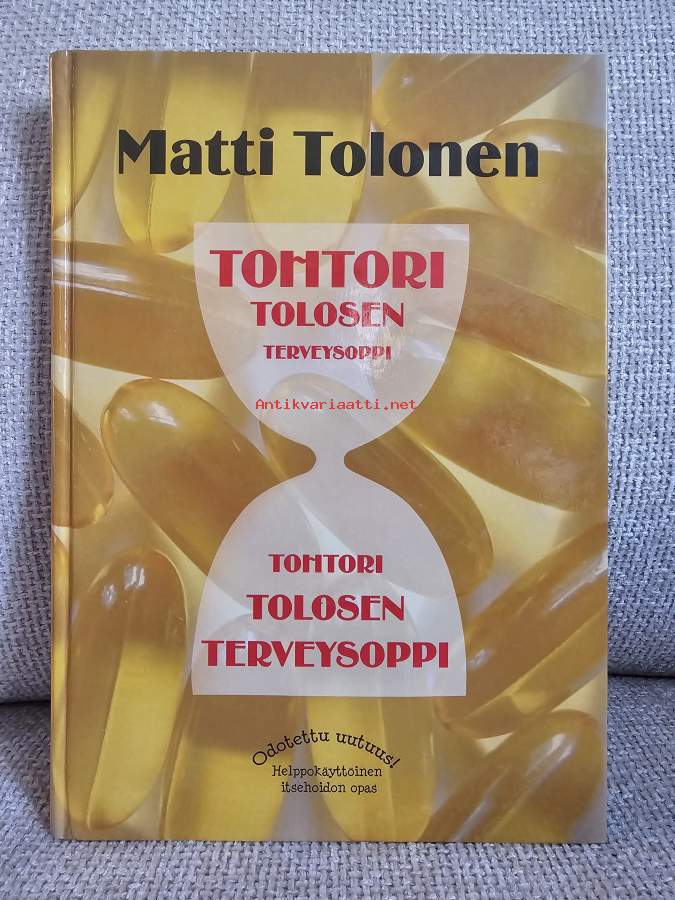 Matti Tolonen
TOHTORI
TOLOSEN
TERVEYSOPPI
Antikvariaatti.net
TOHTORI
TOLOSEN
TERVEYSOPPI
Odotettu uutuus!
Helppokäyttöinen
itsehoidon opas